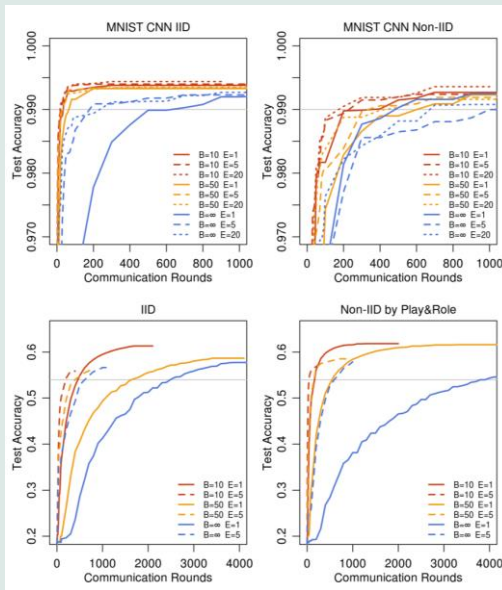 MNIST CNN IID
Test Accuracy
1.000
0.990
0.980
0.970
B=10 E=1
B=10 E=5
B=10 E=20
B=50 E=1
B=50 E=5
B=50 E=20
B=∞ E=1
B=∞ E=5
B=∞ E=20
0 200 400 600 800 1000
Communication Rounds
MNIST CNN Non-IID
Test Accuracy
1.000
0.990
0.980
0.970
B=10 E=1
B=10 E=5
B=10 E=20
B=50 E=1
B=50 E=5
B=50 E=20
B=∞ E=1
B=∞ E=5
B=∞ E=20
0 200 400 600 800 1000
Communication Rounds
IID
Test Accuracy
0.6
0.5
0.4
0.3
0.2
B=10 E=1
B=10 E=5
B=50 E=1
B=50 E=5
B=∞ E=1
B=∞ E=5
0 1000 2000 3000 4000
Communication Rounds
Non-IID by Play&Role
Test Accuracy
0.6
0.5
0.4
0.3
0.2
B=10 E=1
B=10 E=5
B=50 E=1
B=50 E=5
B=∞ E=1
B=∞ E=5
0 1000 2000 3000 4000
Communication Rounds